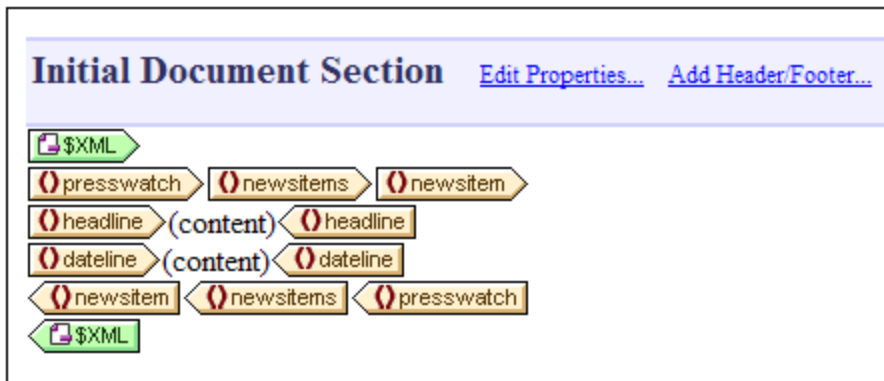 Initial Document Section Edit Properties... Add Header/Footer...
$XML
()presswatch ()newsitems ()newsitem
()headline (content) ()headline
()dateline (content) ()dateline
()newsitem ()newsitems ()presswatch
$XML